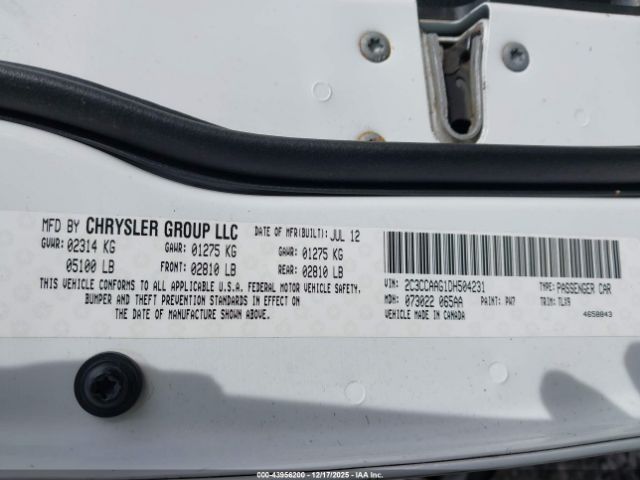 MFD BY CHRYSLER GROUP LLC
DATE OF MFR(BUILT): JUL 12
GVWR: 02314 KG GAWR: 01275 KG GAWR: 01275 KG
05100 LB FRONT: 02810 LB REAR: 02810 LB
THIS VEHICLE CONFORMS TO ALL APPLICABLE U.S.A. FEDERAL MOTOR VEHICLE SAFETY,
BUMPER AND THEFT PREVENTION STANDARDS IN EFFECT ON
THE DATE OF MANUFACTURE SHOWN ABOVE.
VIN: 2C3CCAAG1DH504231 TYPE: PASSENGER CAR
MDH: 073022 065AA PAINT: PW7 TRIM: TLX9
VEHICLE MADE IN CANADA 4658843
© IAA - 43956200 - 12/17/2025 - IAAI.COM